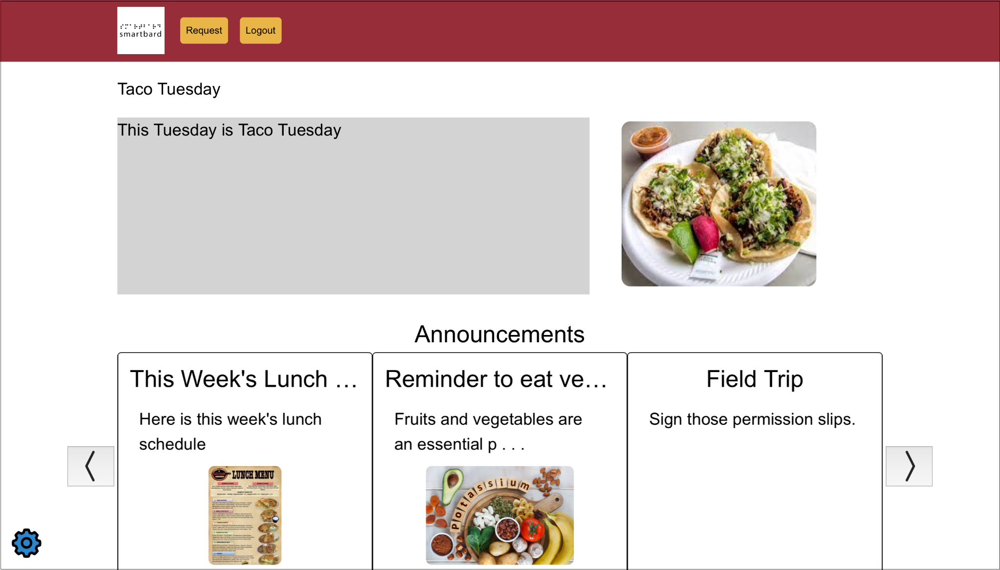 ⠎⠍⠁⠗⠞⠃⠁⠗⠙
smartbard
Request
Logout
Taco Tuesday
This Tuesday is Taco Tuesday
Announcements
This Week's Lunch ...
Here is this week's lunch
schedule
LUNCH MENU
Reminder to eat ve...
Fruits and vegetables are
an essential p . . .
Potassium
Field Trip
Sign those permission slips.